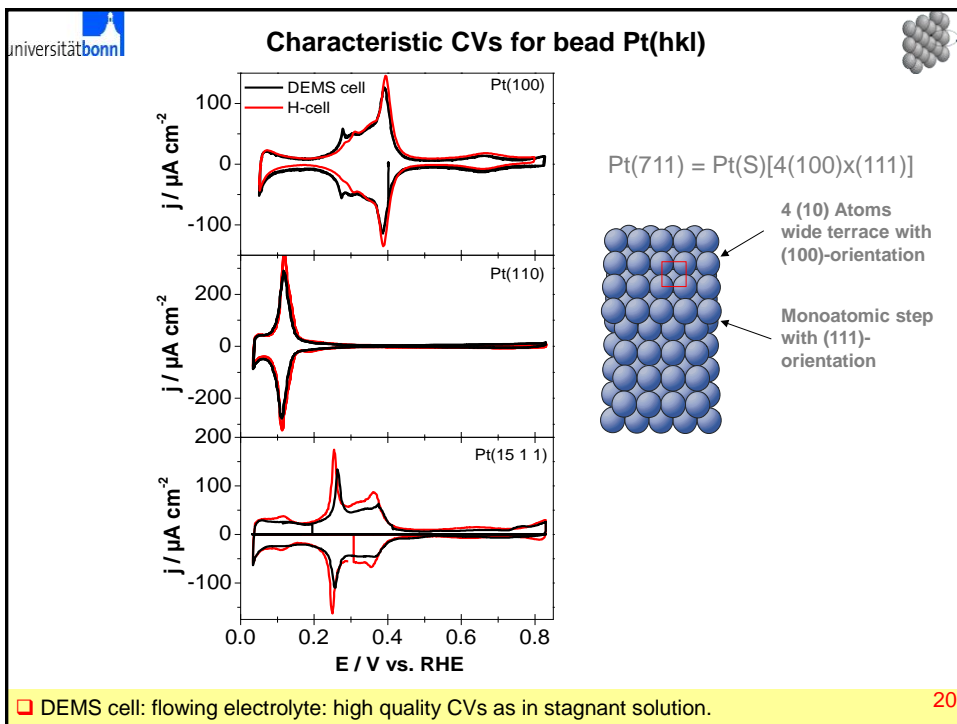 universitätbonn
Characteristic CVs for bead Pt(hkl)
DEMS cell
H-cell
Pt(100)
100
0
-100
j / µA cm-2
Pt(110)
200
0
-200
j / µA cm-2
Pt(15 1 1)
200
100
0
-100
j / µA cm-2
0.0 0.2 0.4 0.6 0.8
E / V vs. RHE
Pt(711) = Pt(S)[4(100)x(111)]
4 (10) Atoms
wide terrace with
(100)-orientation
Monoatomic step
with (111)-
orientation
DEMS cell: flowing electrolyte: high quality CVs as in stagnant solution.
20